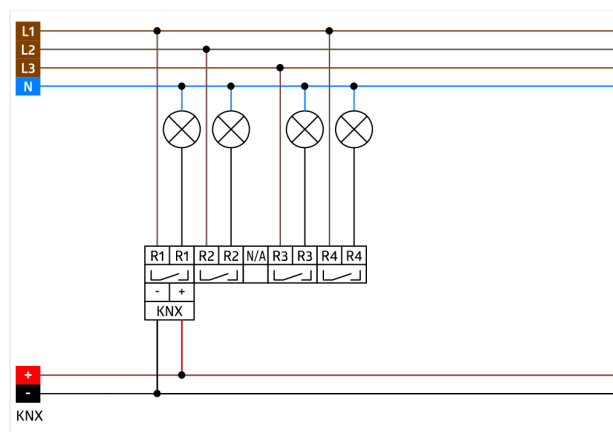 L1
L2
L3
N
R1 R1 R2 R2 N/A R3 R3 R4 R4
- +
KNX
+
-
KNX